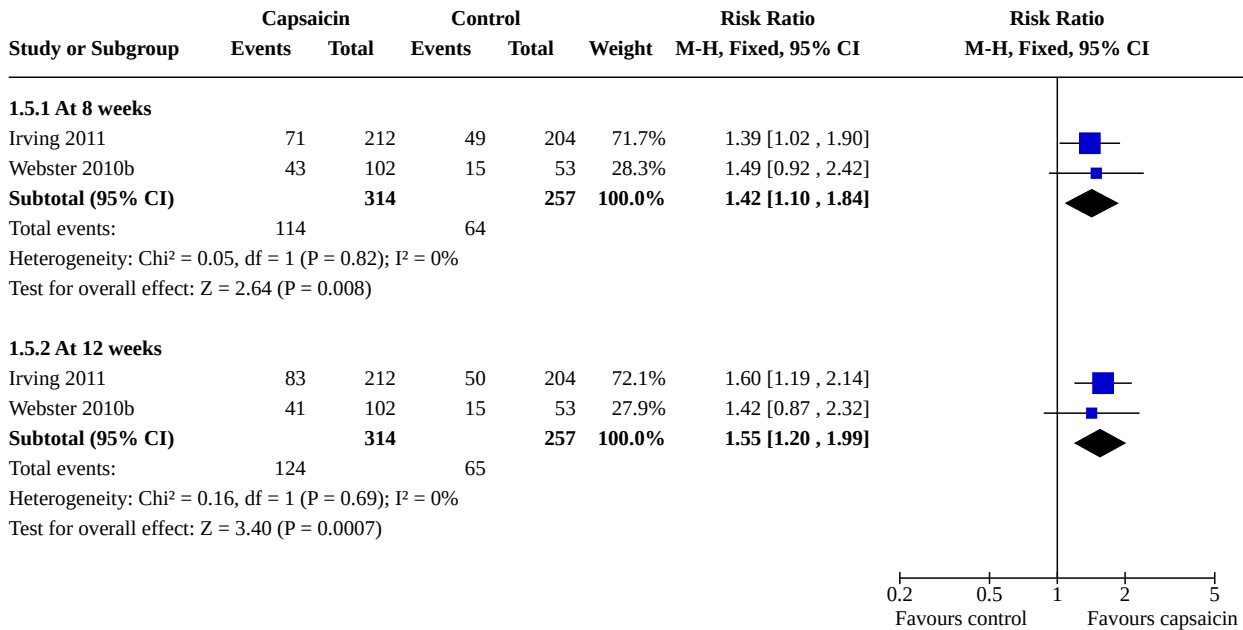 Capsaicin Control Risk Ratio Risk Ratio
Study or Subgroup Events Total Events Total Weight M-H, Fixed, 95% CI M-H, Fixed, 95% CI
1.5.1 At 8 weeks
Irving 2011 71 212 49 204 71.7% 1.39 [1.02 , 1.90]
Webster 2010b 43 102 15 53 28.3% 1.49 [0.92 , 2.42]
Subtotal (95% CI) 314 257 100.0% 1.42 [1.10 , 1.84]
Total events: 114 64
Heterogeneity: Chi² = 0.05, df = 1 (P = 0.82); I² = 0%
Test for overall effect: Z = 2.64 (P = 0.008)
1.5.2 At 12 weeks
Irving 2011 83 212 50 204 72.1% 1.60 [1.19 , 2.14]
Webster 2010b 41 102 15 53 27.9% 1.42 [0.87 , 2.32]
Subtotal (95% CI) 314 257 100.0% 1.55 [1.20 , 1.99]
Total events: 124 65
Heterogeneity: Chi² = 0.16, df = 1 (P = 0.69); I² = 0%
Test for overall effect: Z = 3.40 (P = 0.0007)
0.2 0.5 1 2 5
Favours control Favours capsaicin